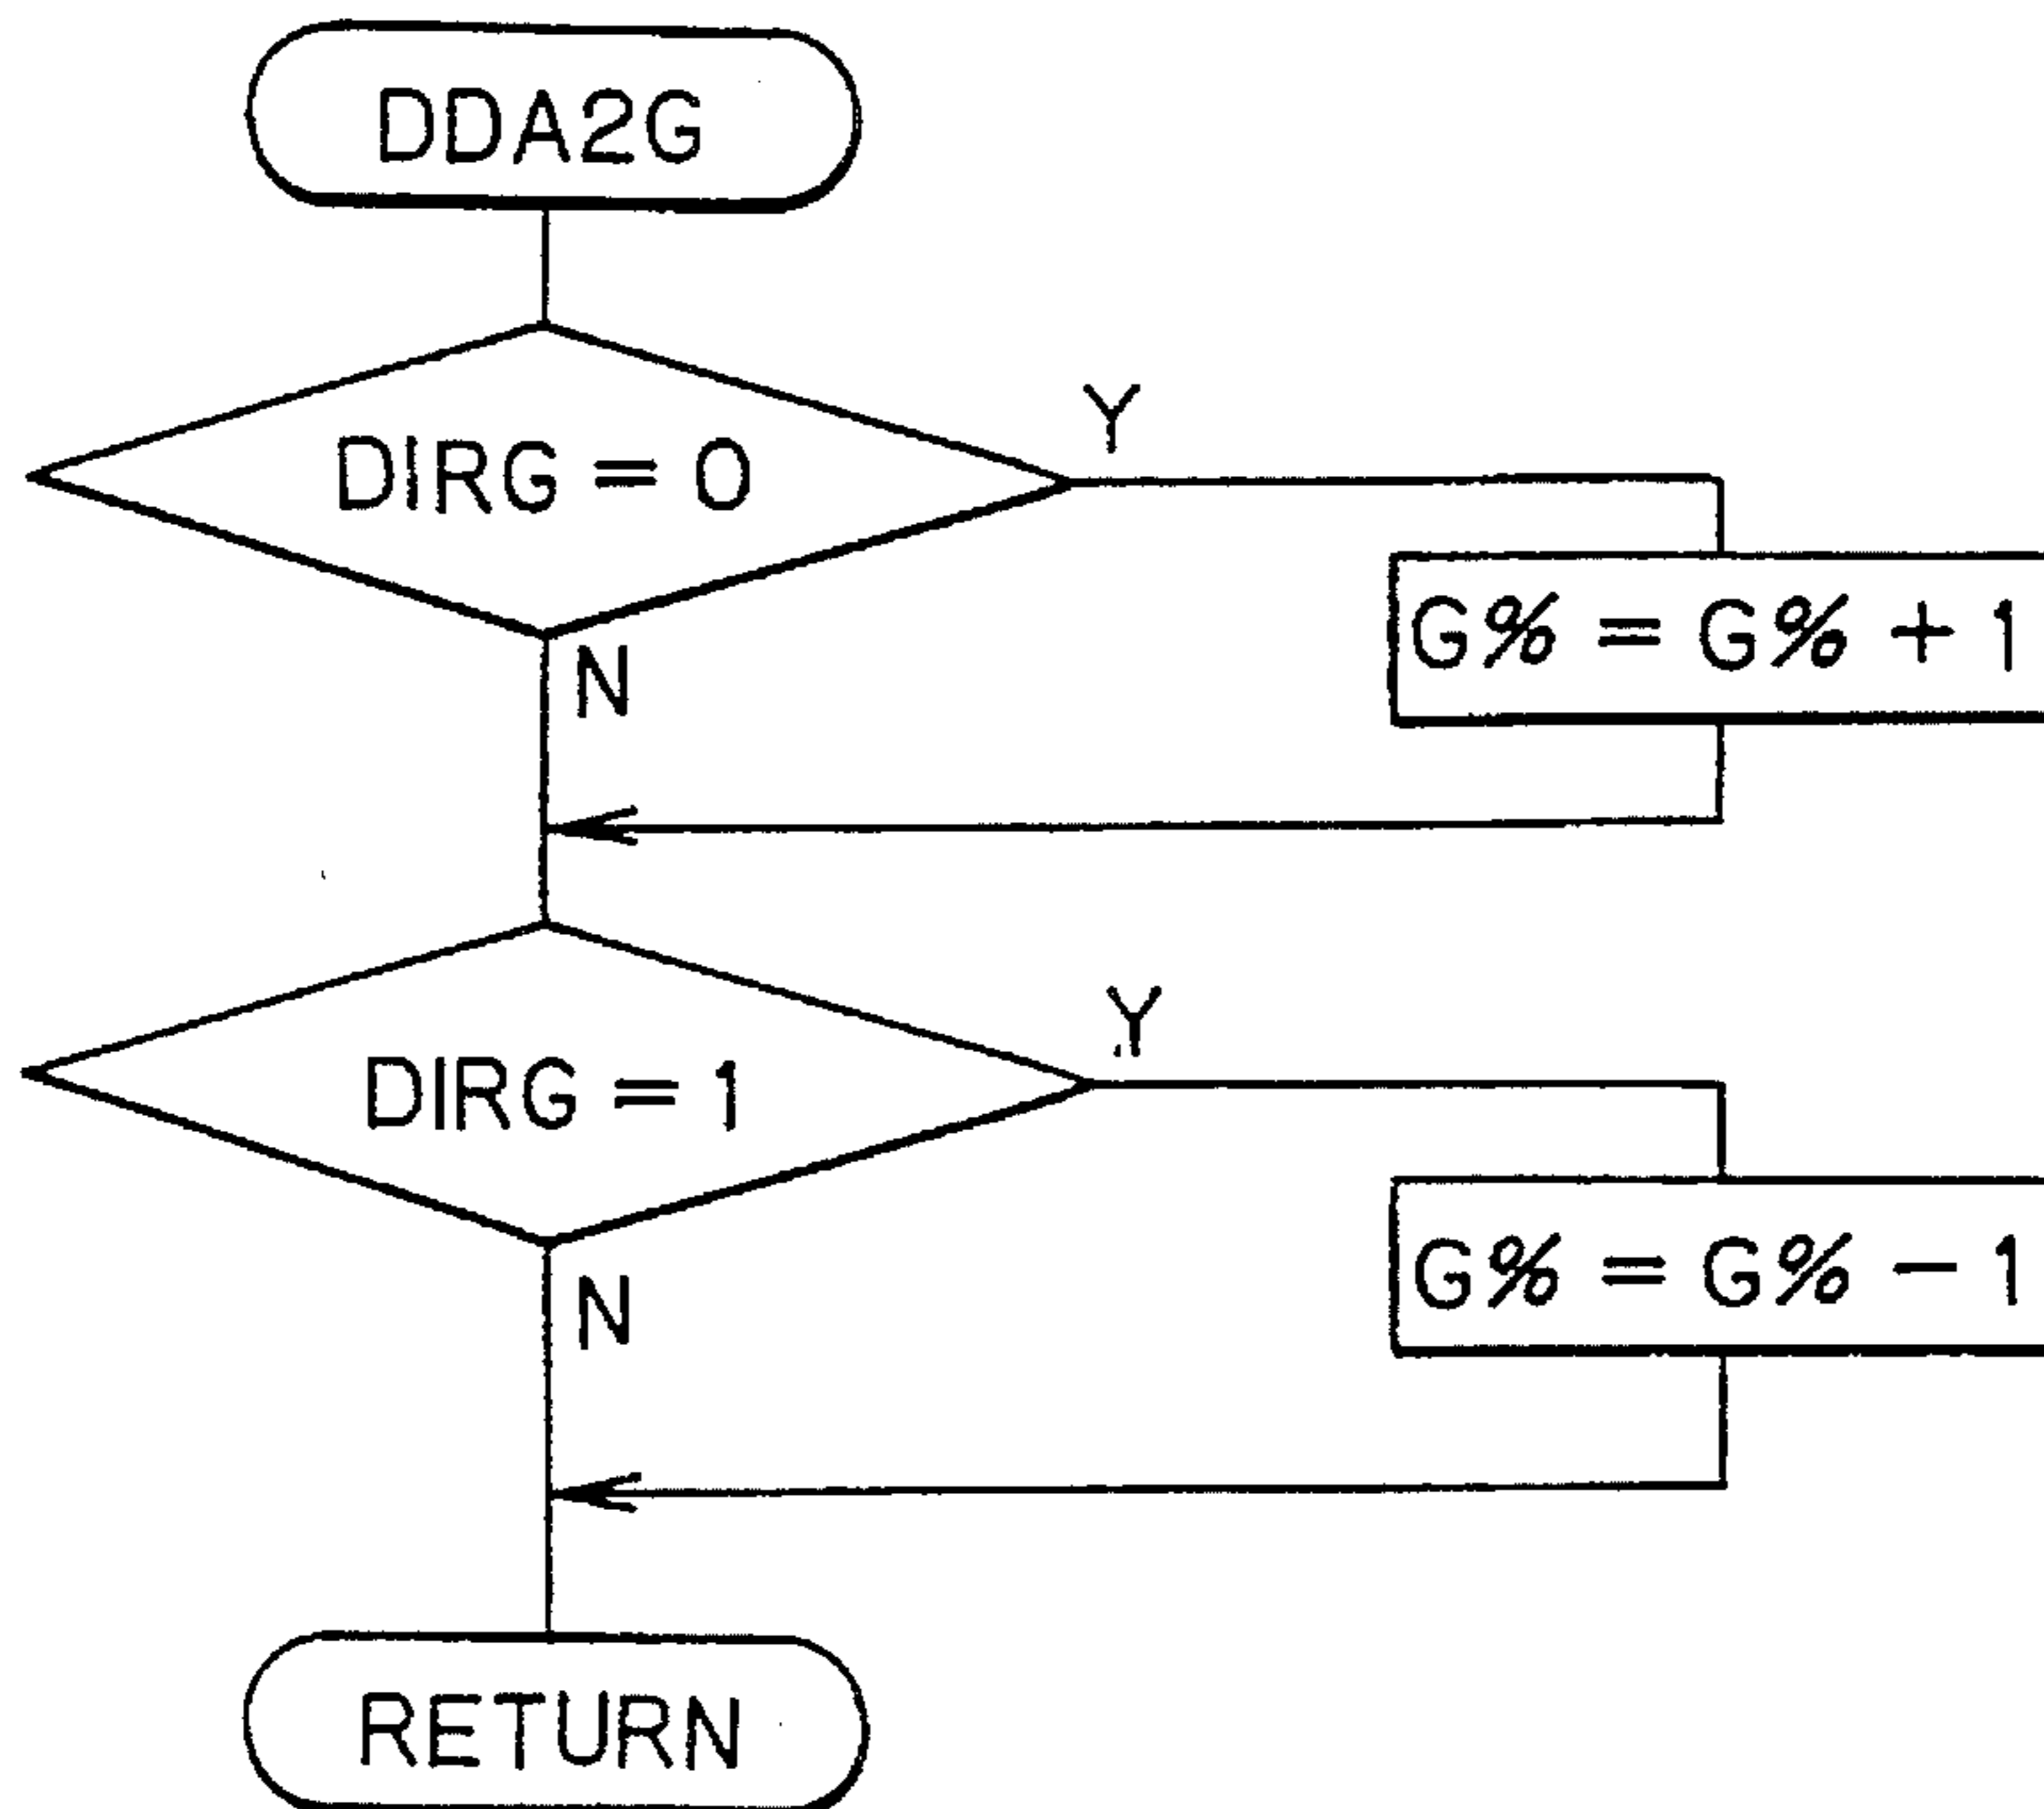 DDA2G
DIRG = 0
Y
G% = G% + 1
N
DIRG = 1
Y
G% = G% - 1
N
RETURN